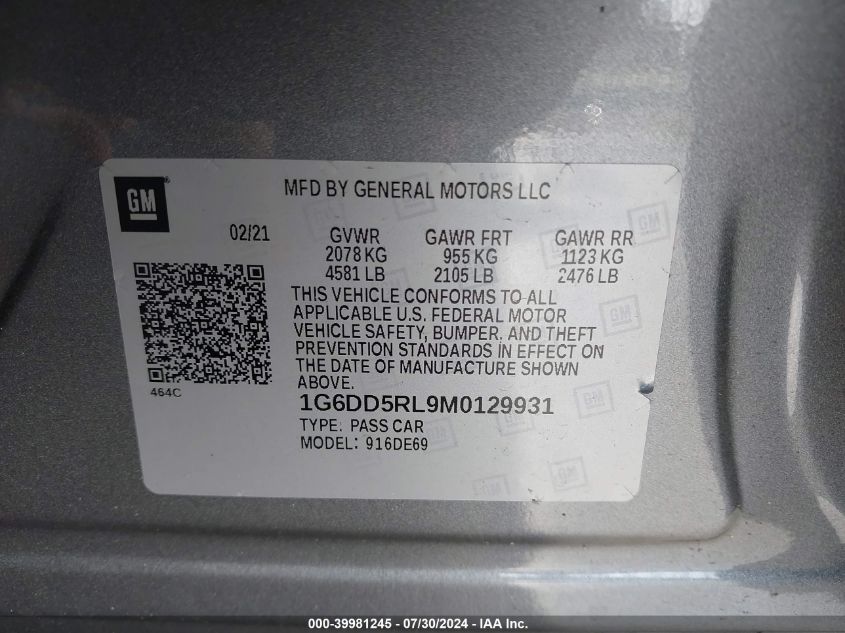 GM
MFD BY GENERAL MOTORS LLC
02/21
GVWR GAWR FRT GAWR RR
2078 KG 955 KG 1123 KG
4581 LB 2105 LB 2476 LB
THIS VEHICLE CONFORMS TO ALL
APPLICABLE U.S. FEDERAL MOTOR
VEHICLE SAFETY, BUMPER, AND THEFT
PREVENTION STANDARDS IN EFFECT ON
THE DATE OF MANUFACTURE SHOWN
ABOVE.
464C
1G6DD5RL9M0129931
TYPE: PASS CAR
MODEL: 916DE69
000-39981245 - 07/30/2024 - IAA Inc.